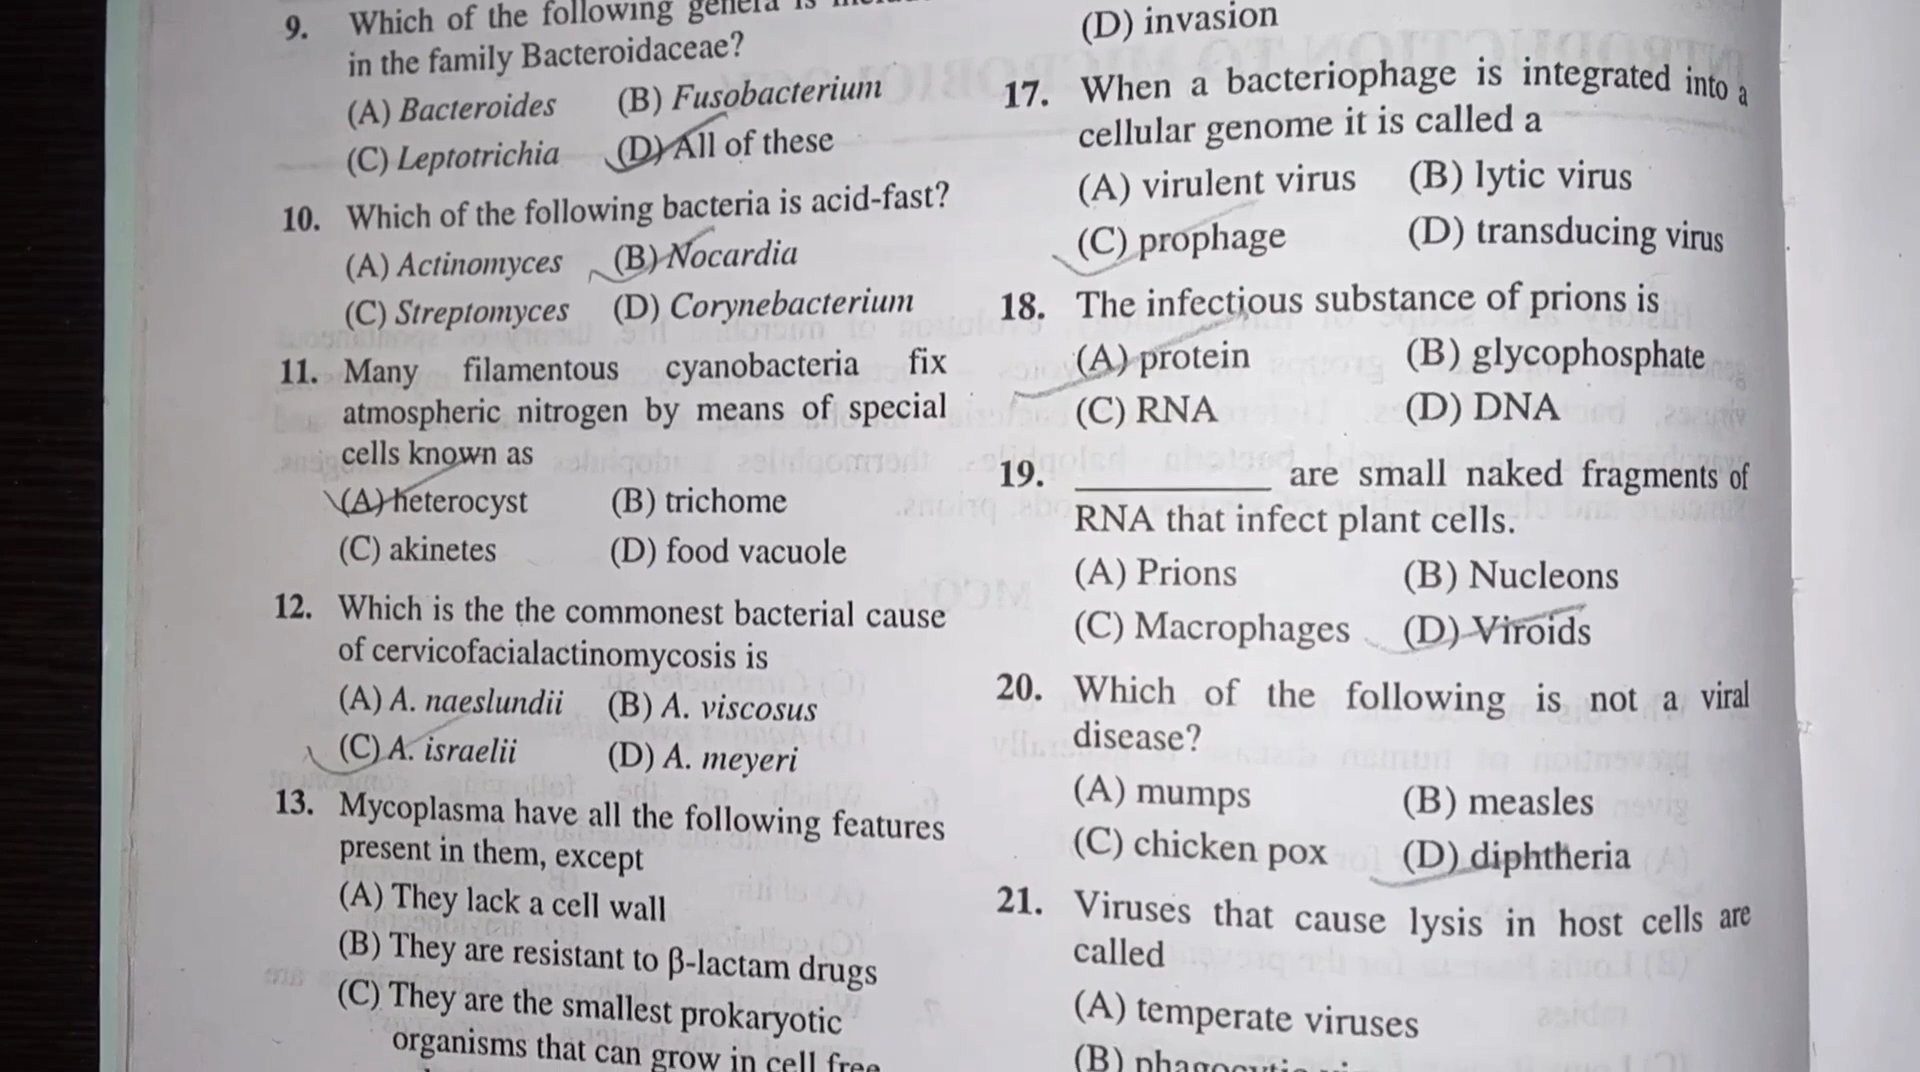 9. Which of the following genera is
in the family Bacteroidaceae?
(A) Bacteroides (B) Fusobacterium
(C) Leptotrichia (D) All of these
10. Which of the following bacteria is acid-fast?
(A) Actinomyces (B) Nocardia
(C) Streptomyces (D) Corynebacterium
11. Many filamentous cyanobacteria fix
atmospheric nitrogen by means of special
cells known as
(A) heterocyst (B) trichome
(C) akinetes (D) food vacuole
12. Which is the the commonest bacterial cause
of cervicofacialactinomycosis is
(A) A. naeslundii (B) A. viscosus
(C) A. israelii (D) A. meyeri
13. Mycoplasma have all the following features
present in them, except
(A) They lack a cell wall
(B) They are resistant to β-lactam drugs
(C) They are the smallest prokaryotic
organisms that can grow in cell free
(D) invasion
17. When a bacteriophage is integrated into a
cellular genome it is called a
(A) virulent virus (B) lytic virus
(C) prophage (D) transducing virus
18. The infectious substance of prions is
(A) protein (B) glycophosphate
(C) RNA (D) DNA
19. __________ are small naked fragments of
RNA that infect plant cells.
(A) Prions (B) Nucleons
(C) Macrophages (D) Viroids
20. Which of the following is not a viral
disease?
(A) mumps (B) measles
(C) chicken pox (D) diphtheria
21. Viruses that cause lysis in host cells are
called
(A) temperate viruses
(B)